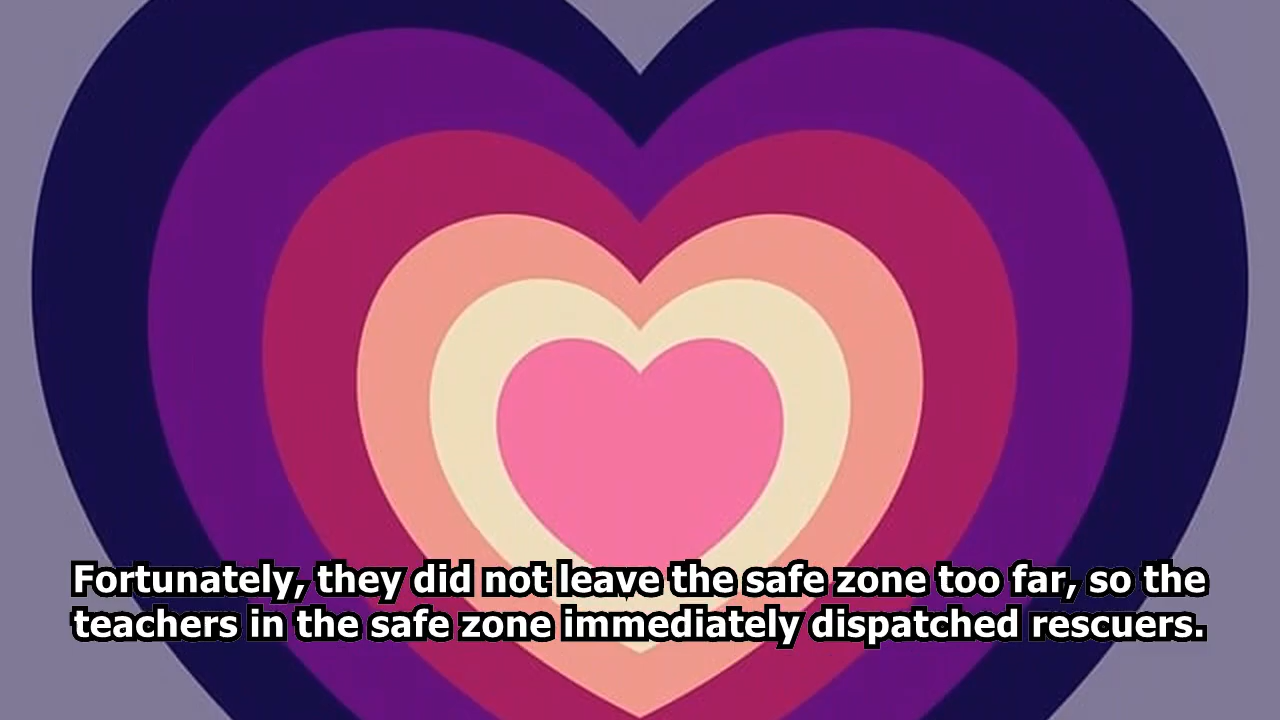 Fortunately, they did not leave the safe zone too far, so the
teachers in the safe zone immediately dispatched rescuers.